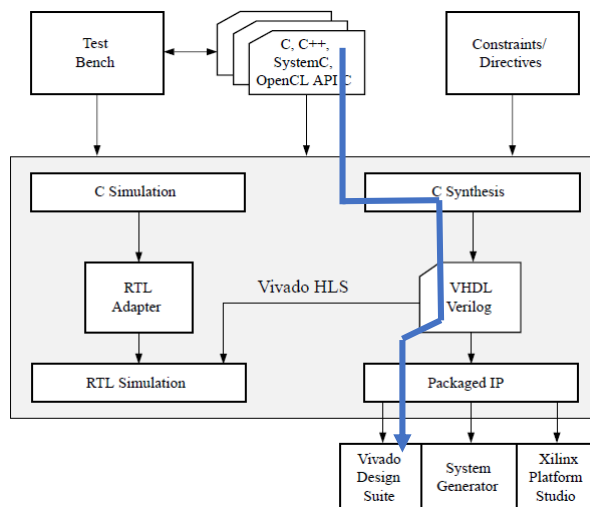 Test
Bench
C, C++,
SystemC,
OpenCL API C
Constraints/
Directives
C Simulation
C Synthesis
RTL
Adapter
Vivado HLS
VHDL
Verilog
RTL Simulation
Packaged IP
Vivado
Design
Suite
System
Generator
Xilinx
Platform
Studio